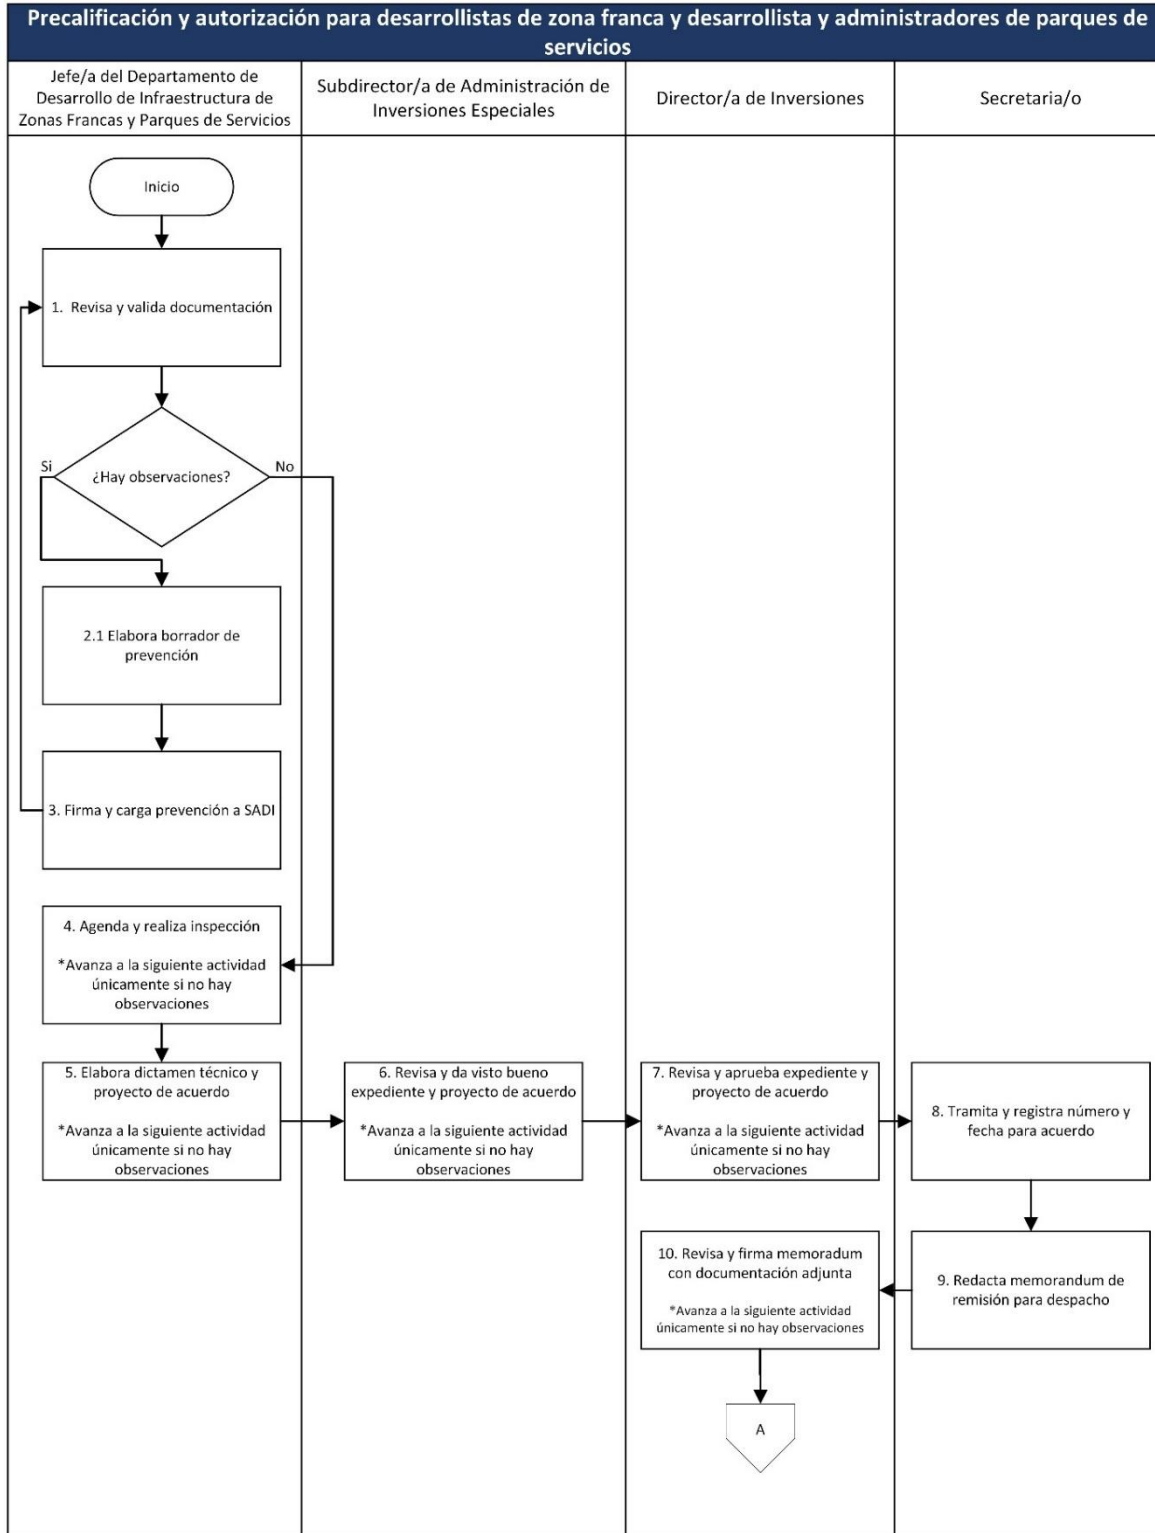 Precalificación y autorización para desarrollistas de zona franca y desarrollista y administradores de parques de
servicios
Jefe/a del Departamento de
Desarrollo de Infraestructura de
Zonas Francas y Parques de Servicios
Subdirector/a de Administración de
Inversiones Especiales
Director/a de Inversiones
Secretaria/o
Inicio
1. Revisa y valida documentación
¿Hay observaciones?
Si
No
2.1 Elabora borrador de
prevención
3. Firma y carga prevención a SADI
4. Agenda y realiza inspección
*Avanza a la siguiente actividad
únicamente si no hay
observaciones
5. Elabora dictamen técnico y
proyecto de acuerdo
*Avanza a la siguiente actividad
únicamente si no hay
observaciones
6. Revisa y da visto bueno
expediente y proyecto de acuerdo
*Avanza a la siguiente actividad
únicamente si no hay
observaciones
7. Revisa y aprueba expediente y
proyecto de acuerdo
*Avanza a la siguiente actividad
únicamente si no hay
observaciones
8. Tramita y registra número y
fecha para acuerdo
9. Redacta memorandum de
remisión para despacho
10. Revisa y firma memoradum
con documentación adjunta
*Avanza a la siguiente actividad
únicamente si no hay observaciones
A